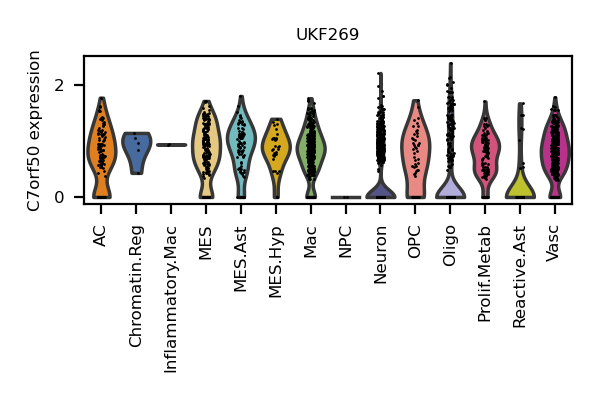 UKF269
C7orf50 expression
2
0
AC
Chromatin.Reg
Inflammatory.Mac
MES
MES.Ast
MES.Hyp
Mac
NPC
Neuron
OPC
Oligo
Prolif.Metab
Reactive.Ast
Vasc